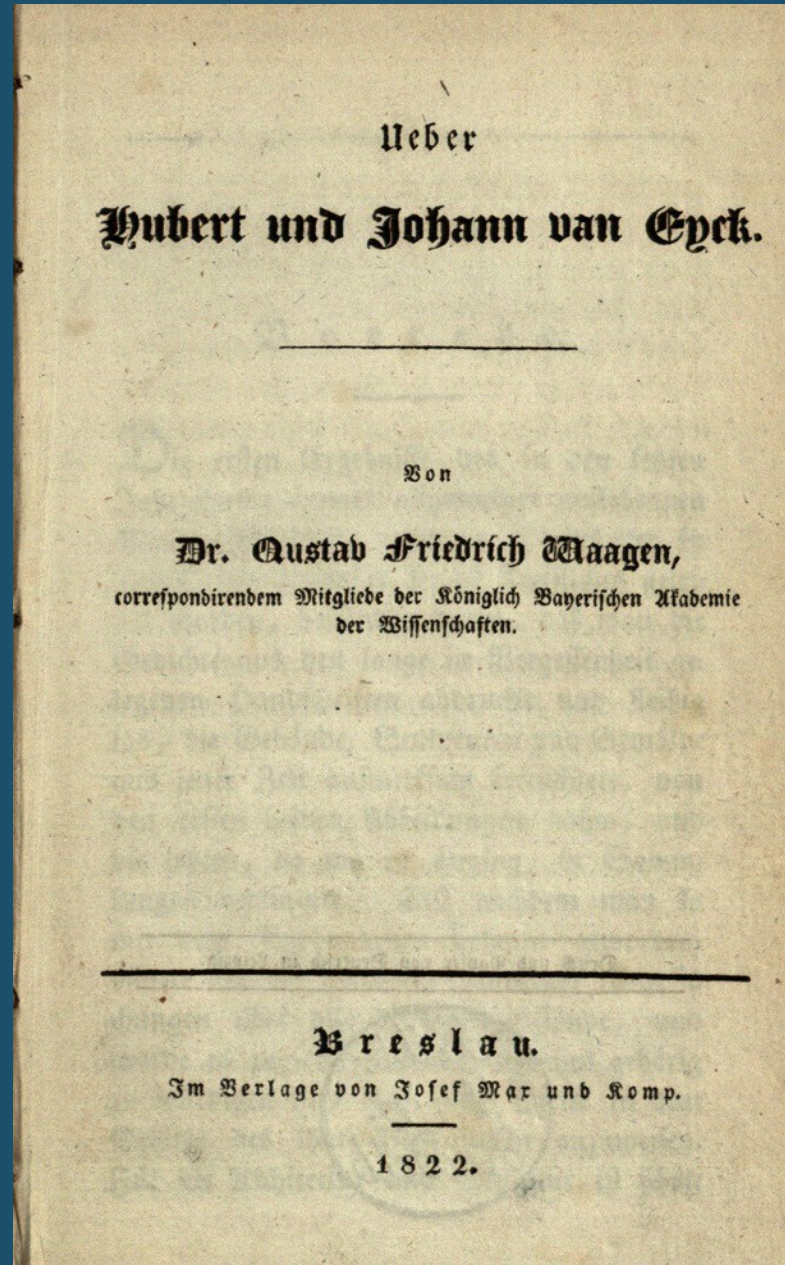 Ueber
Hubert und Johann van Eyck.
Von
Dr. Gustav Friedrich Waagen,
correspondirendem Mitgliede der Königlich Bayerischen Akademie
der Wissenschaften.
Breslau.
Im Verlage von Josef Max und Komp.
1822.